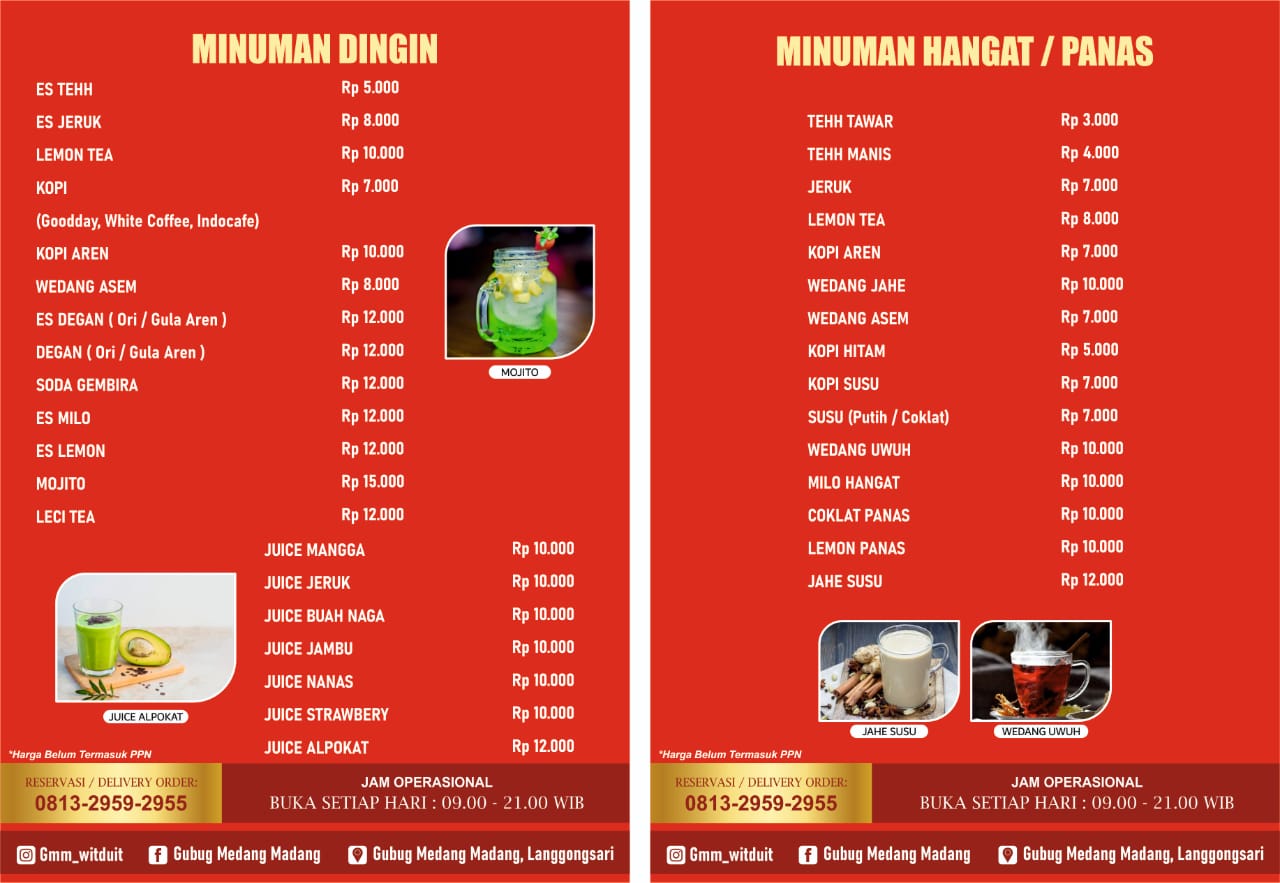 MINUMAN DINGIN
ES TEHH Rp 5.000
ES JERUK Rp 8.000
LEMON TEA Rp 10.000
KOPI Rp 7.000
(Goodday, White Coffee, Indocafe)
KOPI AREN Rp 10.000
WEDANG ASEM Rp 8.000
ES DEGAN ( Ori / Gula Aren ) Rp 12.000
DEGAN ( Ori / Gula Aren ) Rp 12.000
SODA GEMBIRA Rp 12.000
ES MILO Rp 12.000
ES LEMON Rp 12.000
MOJITO Rp 15.000
LECI TEA Rp 12.000
MOJITO
JUICE MANGGA Rp 10.000
JUICE JERUK Rp 10.000
JUICE BUAH NAGA Rp 10.000
JUICE JAMBU Rp 10.000
JUICE NANAS Rp 10.000
JUICE STRAWBERY Rp 10.000
JUICE ALPOKAT Rp 12.000
JUICE ALPOKAT
*Harga Belum Termasuk PPN
RESERVASI / DELIVERY ORDER:
0813-2959-2955
JAM OPERASIONAL
BUKA SETIAP HARI : 09.00 - 21.00 WIB
Gmm_witduit Gubug Medang Madang Gubug Medang Madang, Langgongsari
MINUMAN HANGAT / PANAS
TEHH TAWAR Rp 3.000
TEHH MANIS Rp 4.000
JERUK Rp 7.000
LEMON TEA Rp 8.000
KOPI AREN Rp 7.000
WEDANG JAHE Rp 10.000
WEDANG ASEM Rp 7.000
KOPI HITAM Rp 5.000
KOPI SUSU Rp 7.000
SUSU (Putih / Coklat) Rp 7.000
WEDANG UWUH Rp 10.000
MILO HANGAT Rp 10.000
COKLAT PANAS Rp 10.000
LEMON PANAS Rp 10.000
JAHE SUSU Rp 12.000
JAHE SUSU WEDANG UWUH
*Harga Belum Termasuk PPN
RESERVASI / DELIVERY ORDER:
0813-2959-2955
JAM OPERASIONAL
BUKA SETIAP HARI : 09.00 - 21.00 WIB
Gmm_witduit Gubug Medang Madang Gubug Medang Madang, Langgongsari